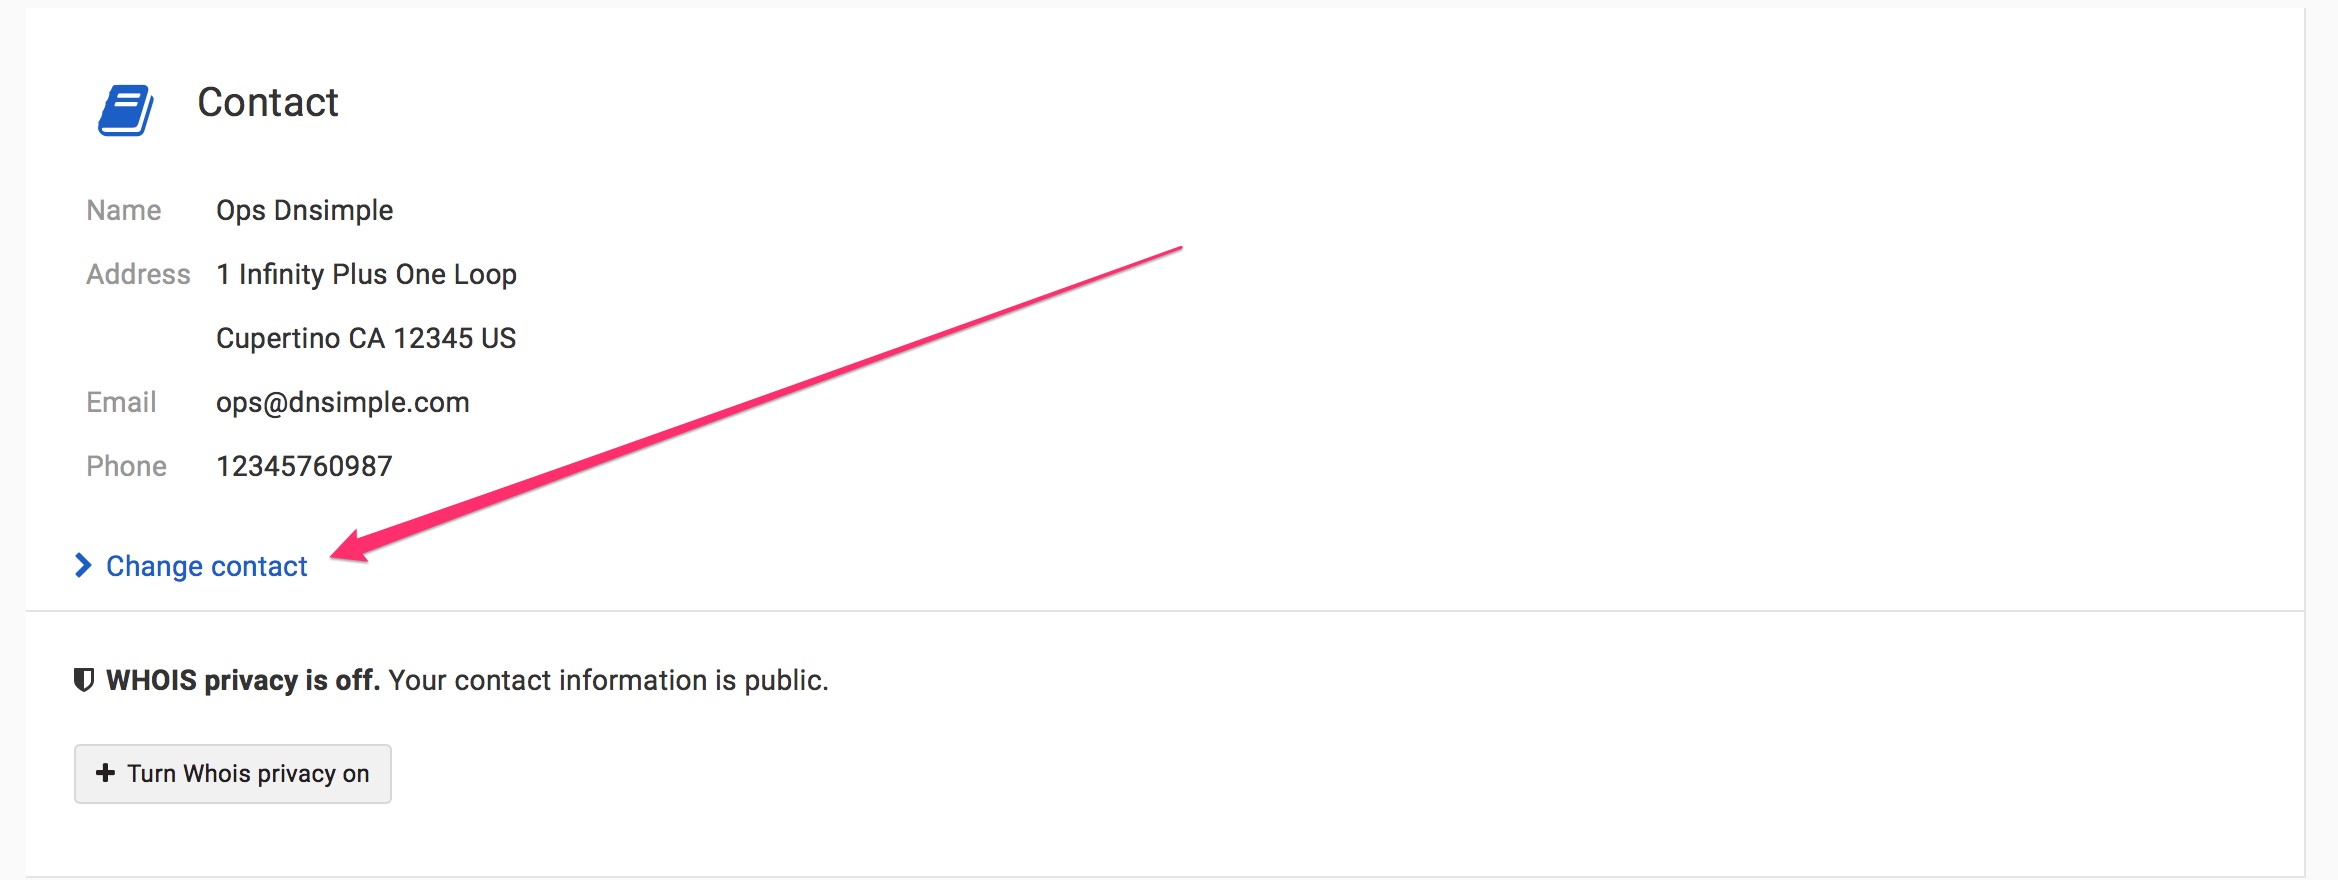 Contact
Name Ops Dnsimple
Address 1 Infinity Plus One Loop
Cupertino CA 12345 US
Email ops@dnsimple.com
Phone 12345760987
Change contact
WHOIS privacy is off. Your contact information is public.
Turn Whois privacy on